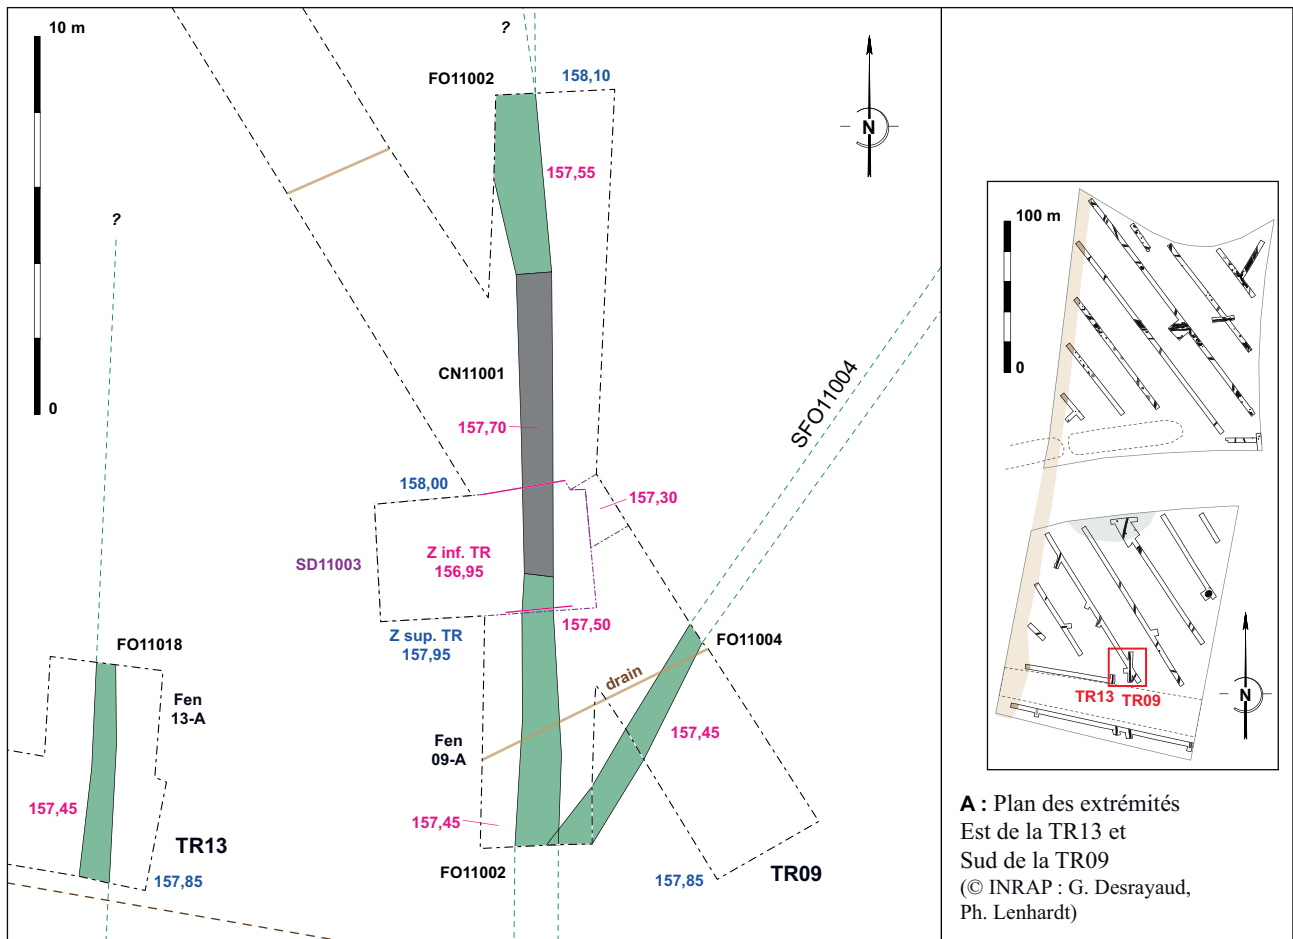 10 m
?
FO11002
158,10
N
157,55
?
100 m
0
CN11001
157,70
0
SFO11004
158,00
157,30
SD11003
Z inf. TR
156,95
157,50
Z sup. TR
157,95
FO11004
FO11018
drain
Fen
13-A
Fen
09-A
157,45
157,45
157,45
TR13
157,85
FO11002
157,85
TR09
N
TR13
TR09
A : Plan des extrémités
Est de la TR13 et
Sud de la TR09
(© INRAP : G. Desrayaud,
Ph. Lenhardt)